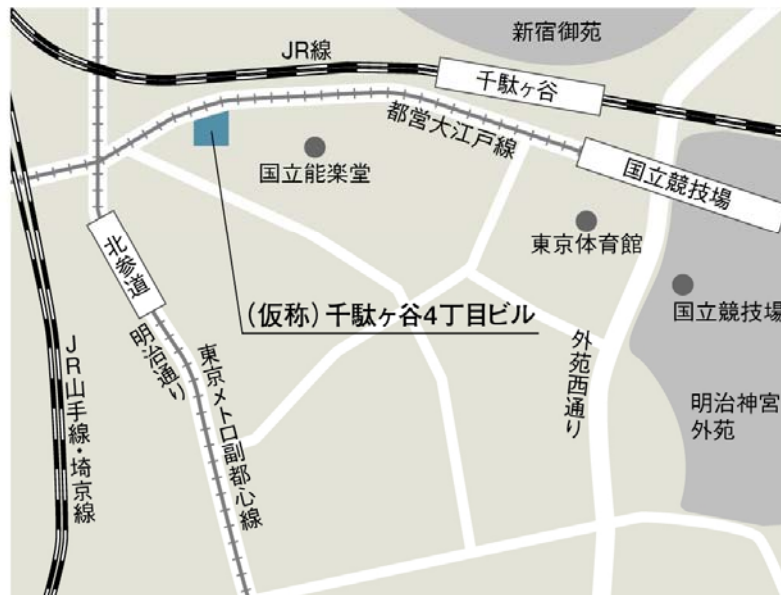 新宿御苑
JR線
千駄ヶ谷
都営大江戸線
国立能楽堂
国立競技場
東京体育館
北参道
国立競技場
(仮称)千駄ヶ谷4丁目ビル
明治通り
東京メトロ副都心線
外苑西通り
JR山手線・埼京線
明治神宮
外苑